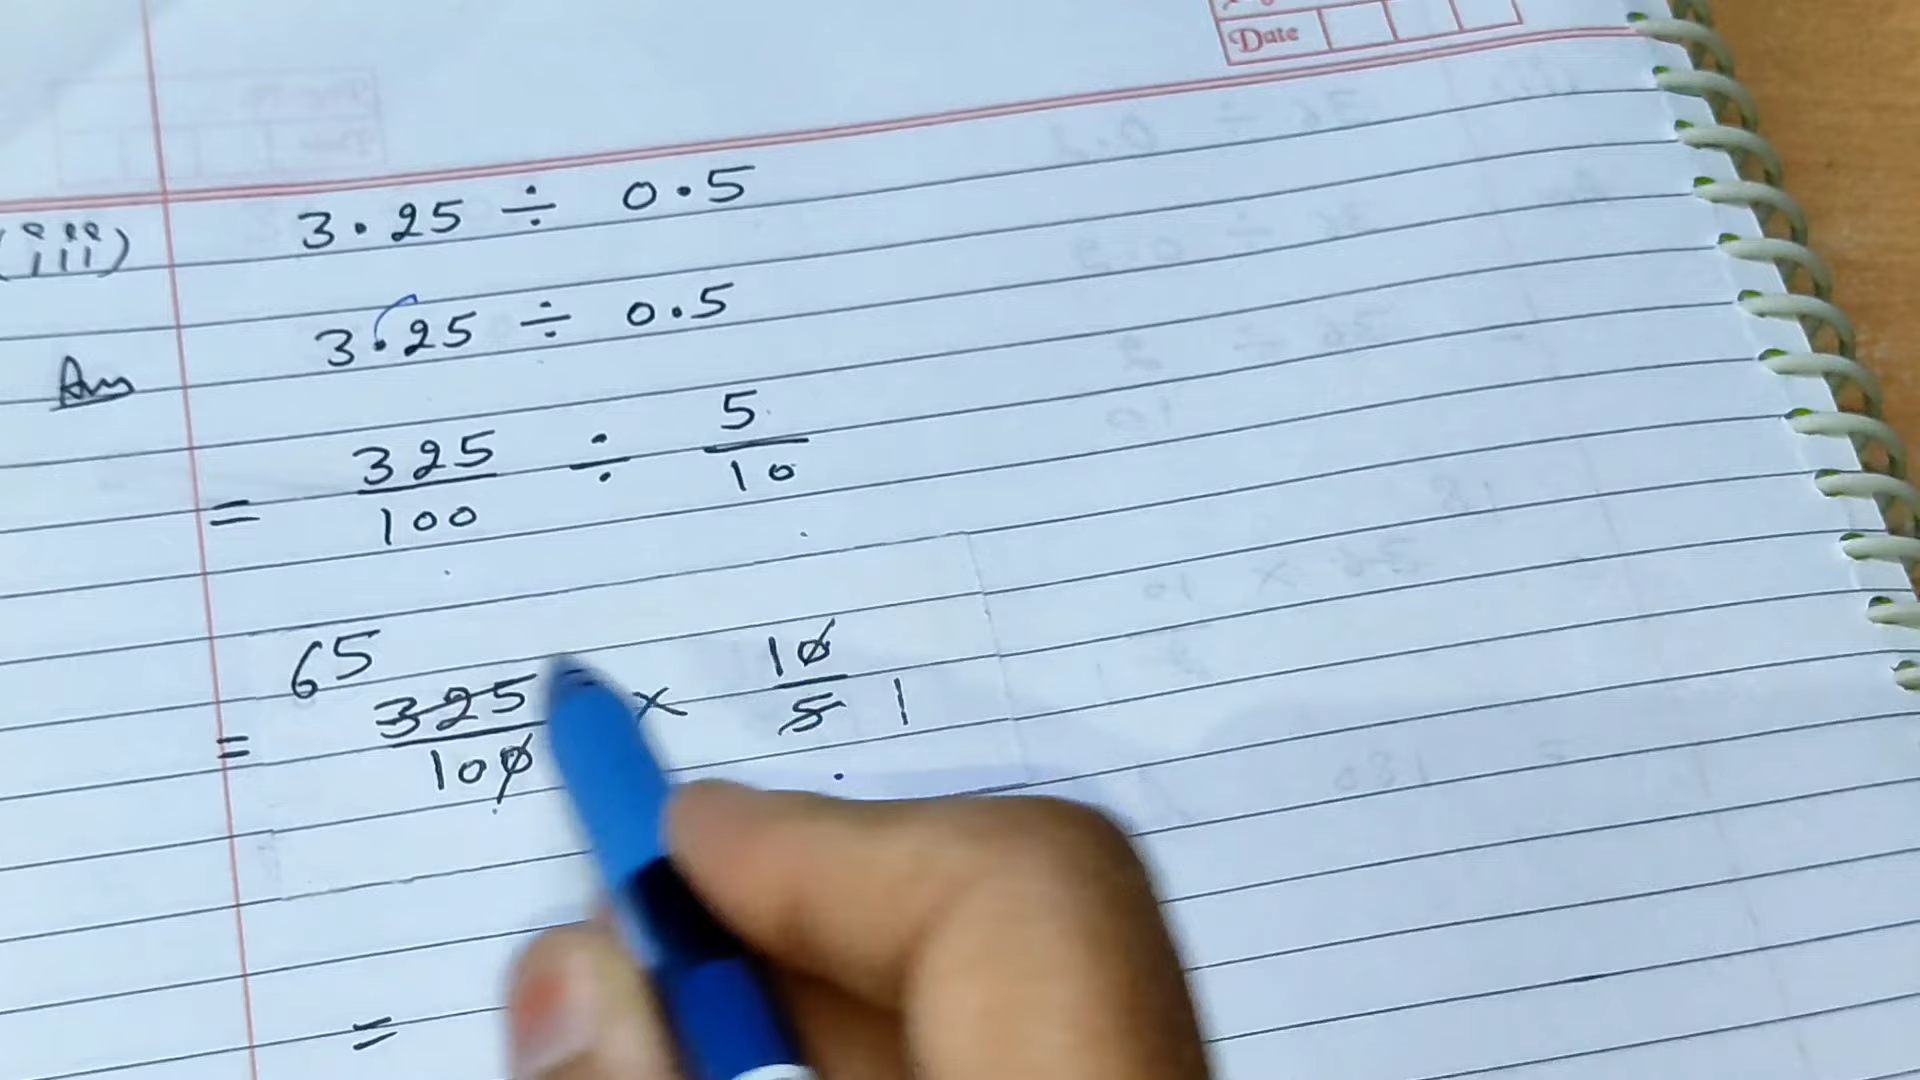 Date
(iii) 3.25 ÷ 0.5
Ans 3.25 ÷ 0.5
= 325/100 ÷ 5/10
65
= 325/100 × 10/5 1
=